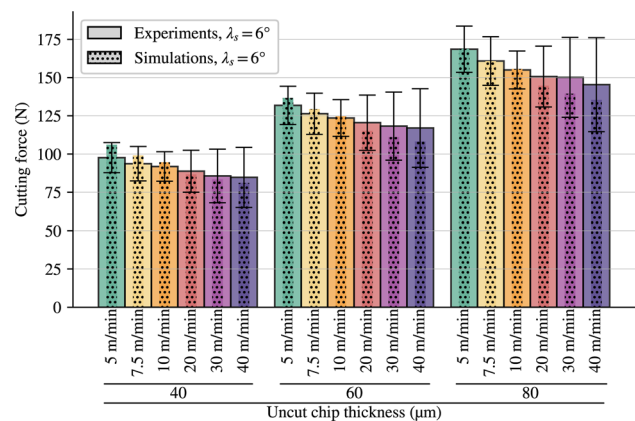 Experiments, λs = 6°
Simulations, λs = 6°
Cutting force (N)
175
150
125
100
75
50
25
0
5 m/min
7.5 m/min
10 m/min
20 m/min
30 m/min
40 m/min
5 m/min
7.5 m/min
10 m/min
20 m/min
30 m/min
40 m/min
5 m/min
7.5 m/min
10 m/min
20 m/min
30 m/min
40 m/min
40 60 80
Uncut chip thickness (μm)